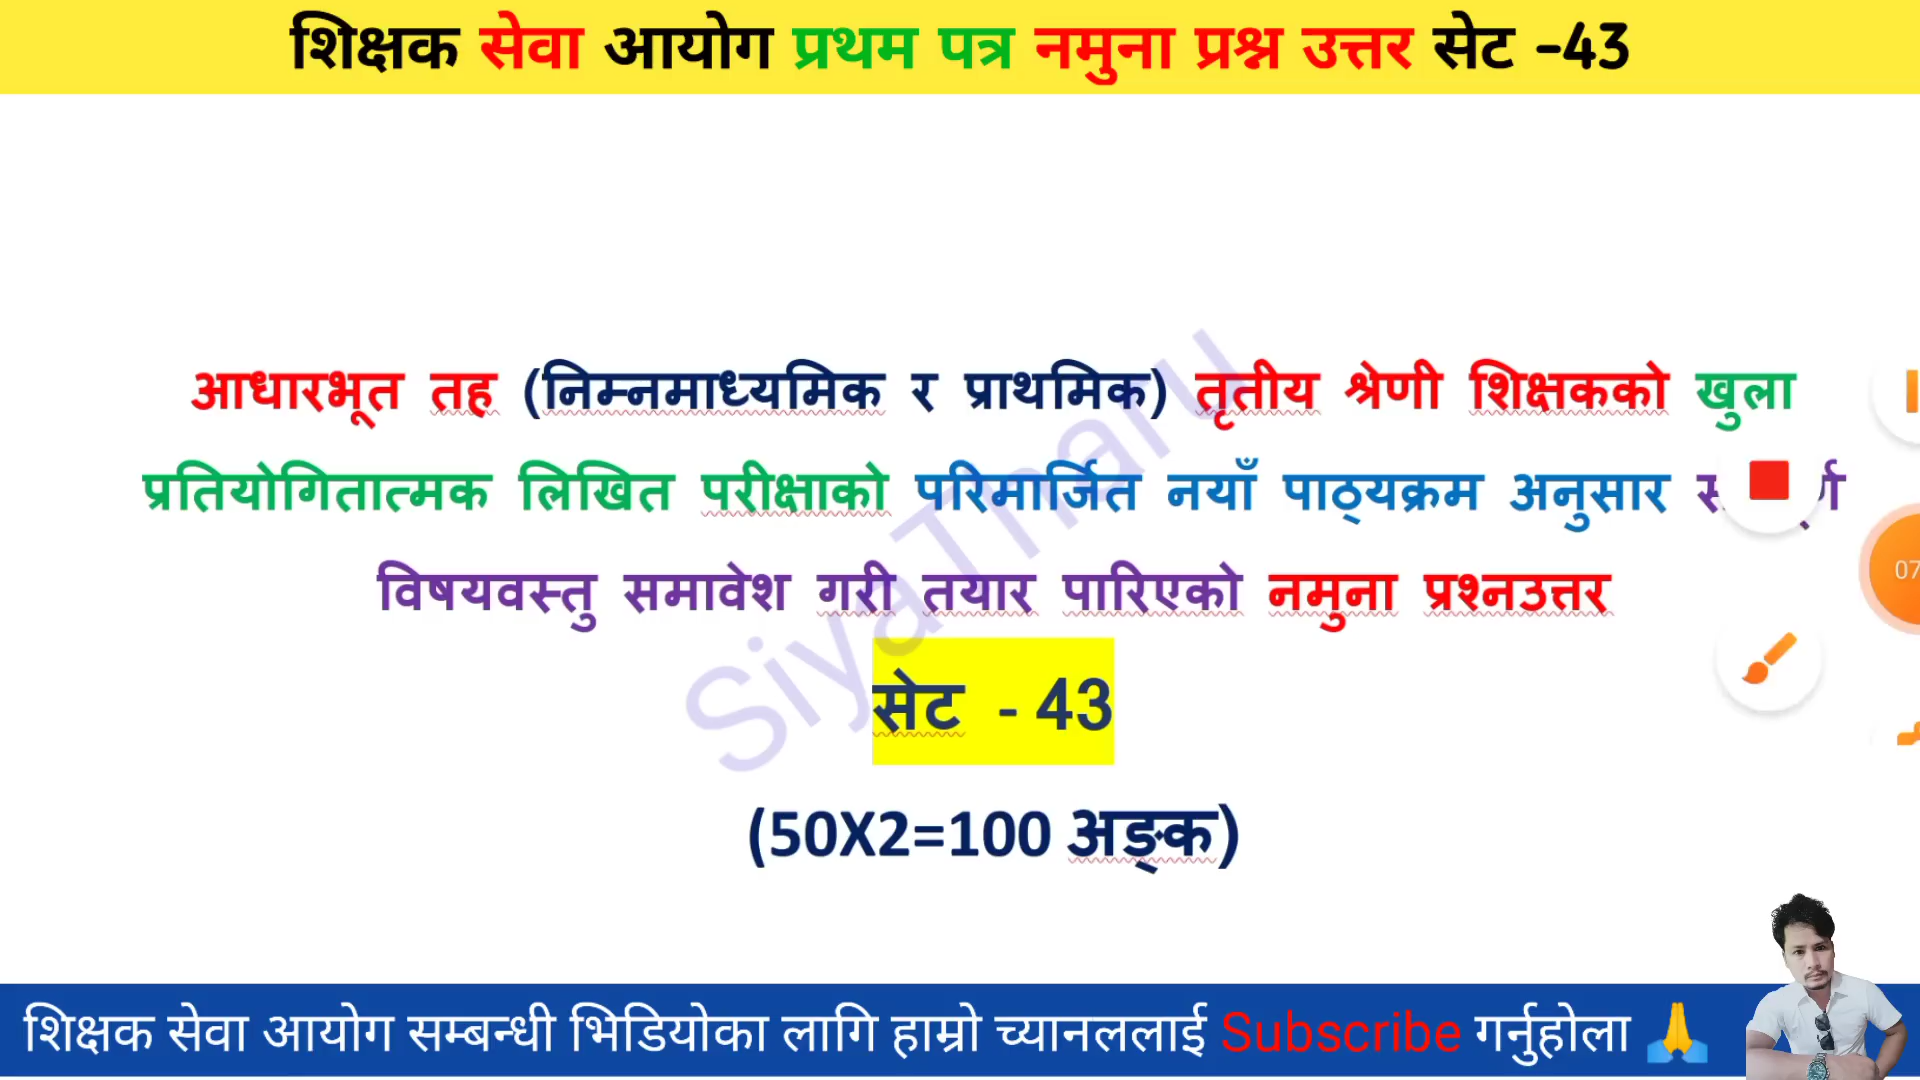 शिक्षक सेवा आयोग प्रथम पत्र नमुना प्रश्न उत्तर सेट -43
आधारभूत तह (निम्नमाध्यमिक र प्राथमिक) तृतीय श्रेणी शिक्षकको खुला
प्रतियोगितात्मक लिखित परीक्षाको परिमार्जित नयाँ पाठ्यक्रम अनुसार
विषयवस्तु समावेश गरी तयार पारिएको नमुना प्रश्नउत्तर
सेट - 43
(50X2=100 अङ्क)
SiyaTharu
07
शिक्षक सेवा आयोग सम्बन्धी भिडियोका लागि हाम्रो च्यानललाई Subscribe गर्नुहोला 🙏